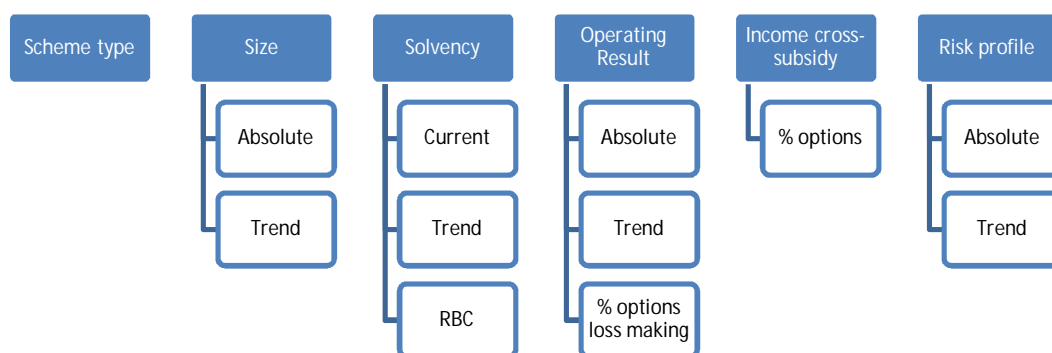 Scheme type
Size
Absolute
Trend
Solvency
Current
Trend
RBC
Operating
Result
Absolute
Trend
% options
loss making
Income cross-
subsidy
% options
Risk profile
Absolute
Trend